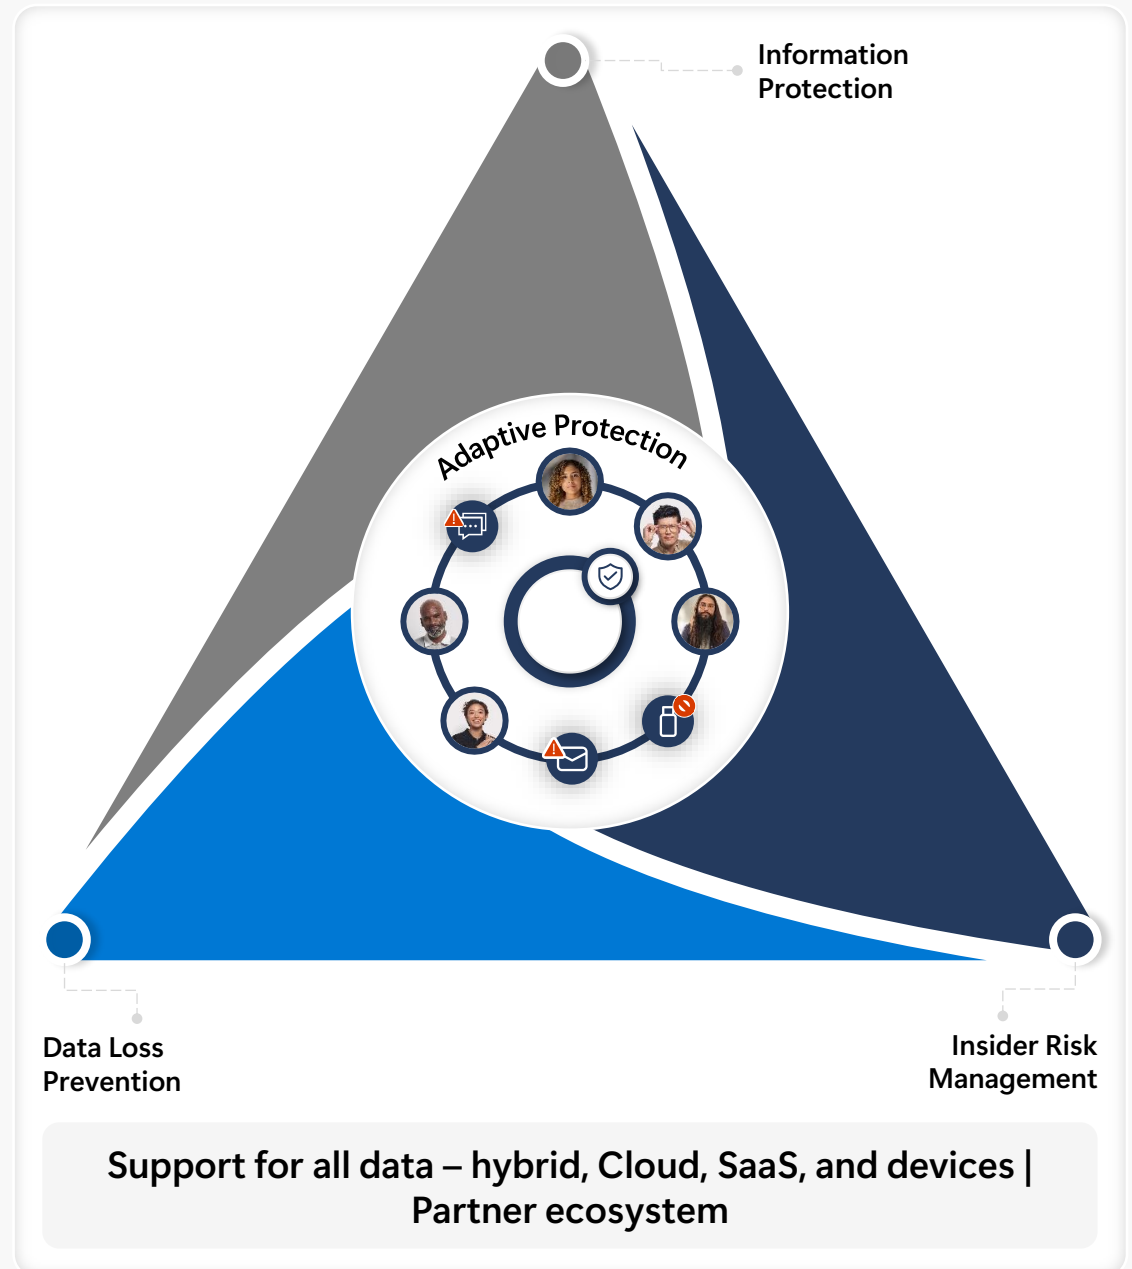 Information
Protection
Adaptive Protection
Data Loss
Prevention
Insider Risk
Management
Support for all data – hybrid, Cloud, SaaS, and devices |
Partner ecosystem